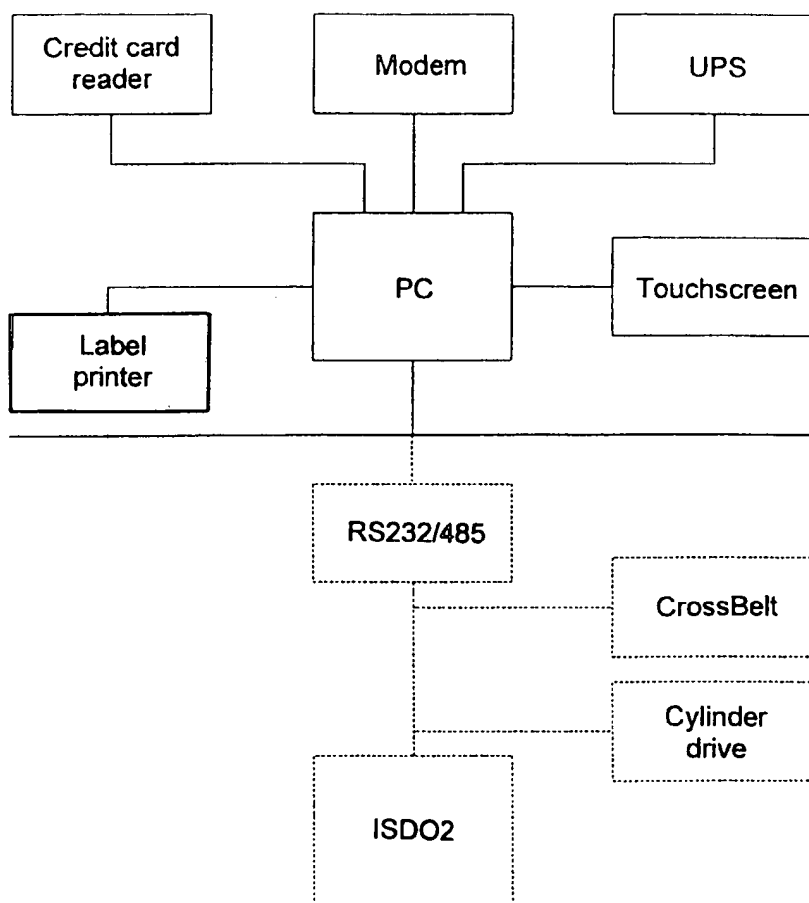 Credit card
reader
Modem
UPS
PC
Touchscreen
Label
printer
RS232/485
CrossBelt
Cylinder
drive
ISDO2